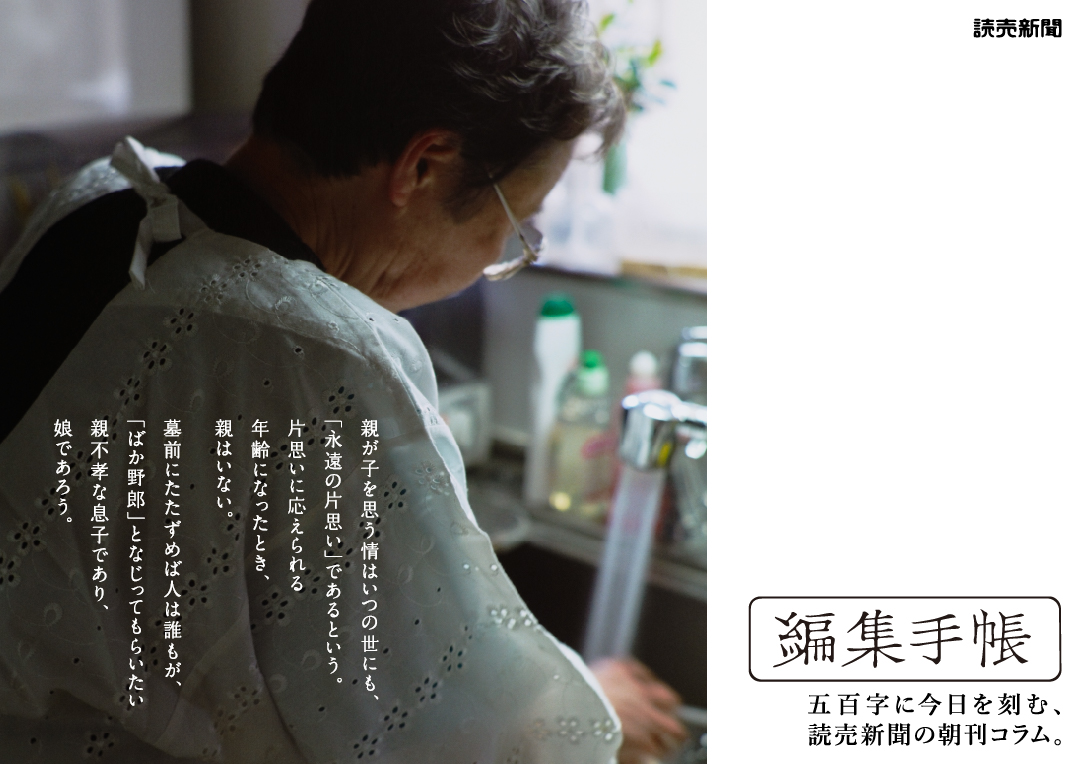 読売新聞
親が子を思う情はいつの世にも、
「永遠の片思い」であるという。
片思いに応えられる
年齢になったとき、
親はいない。
墓前にたたずめば人は誰もが、
「ばか野郎」となじってもらいたい
親不孝な息子であり、
娘であろう。
編集手帳
五百字に今日を刻む、
読売新聞の朝刊コラム。